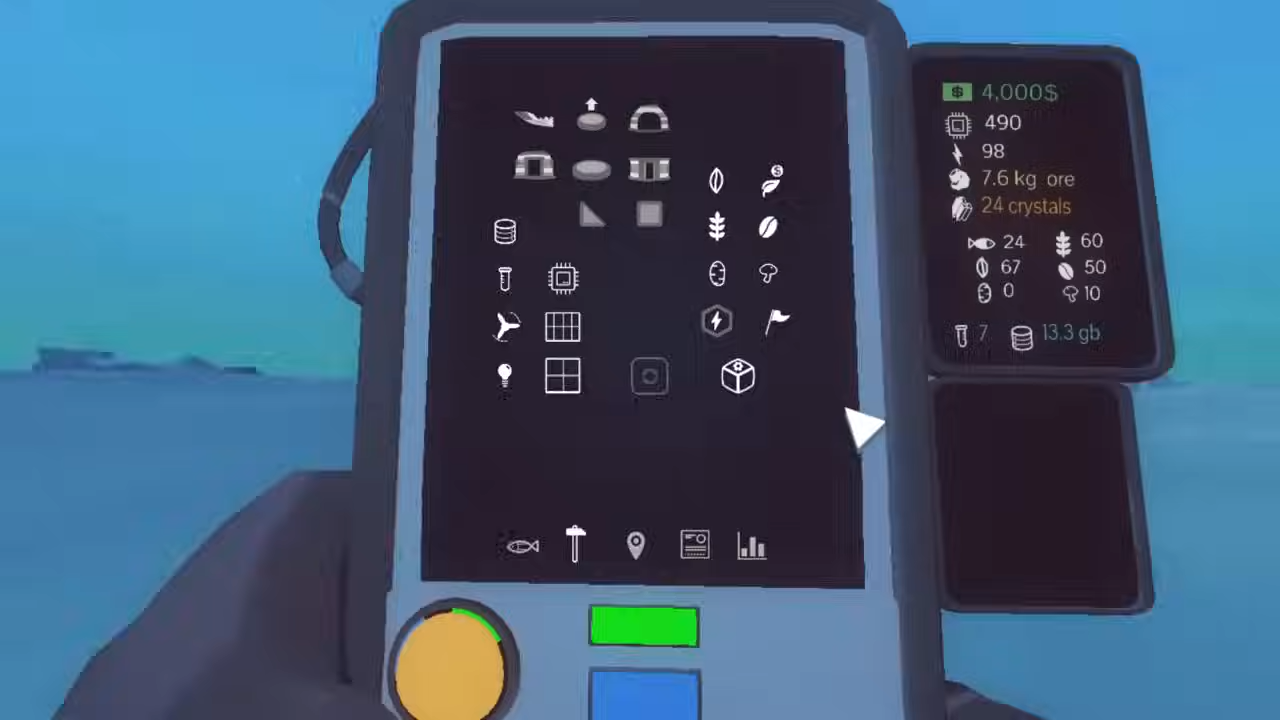 $ 4,000$
490
98
7.6 kg ore
24 crystals
24 60
67 50
0 10
7 13.3 gb
$